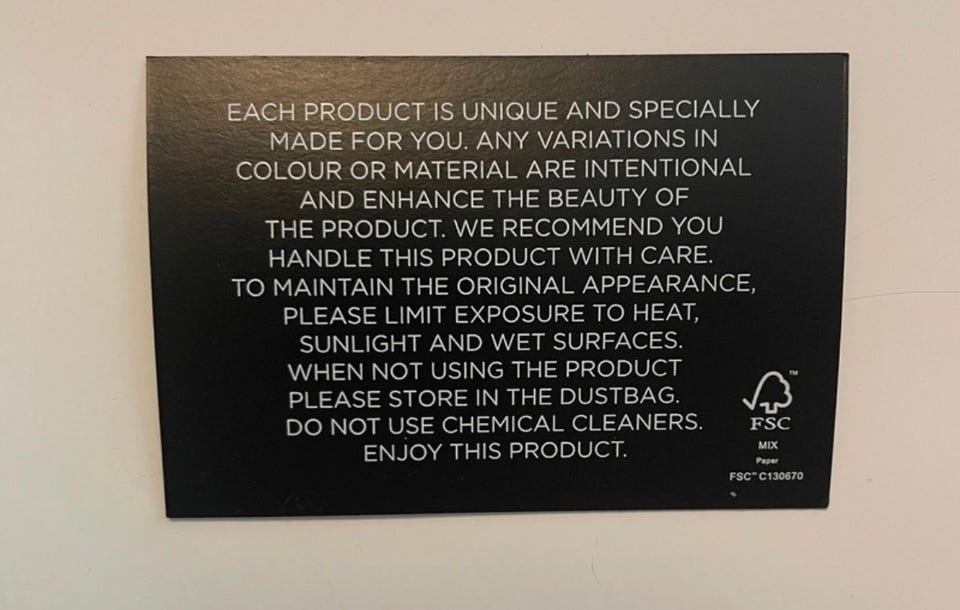 EACH PRODUCT IS UNIQUE AND SPECIALLY
MADE FOR YOU. ANY VARIATIONS IN
COLOUR OR MATERIAL ARE INTENTIONAL
AND ENHANCE THE BEAUTY OF
THE PRODUCT. WE RECOMMEND YOU
HANDLE THIS PRODUCT WITH CARE.
TO MAINTAIN THE ORIGINAL APPEARANCE,
PLEASE LIMIT EXPOSURE TO HEAT,
SUNLIGHT AND WET SURFACES.
WHEN NOT USING THE PRODUCT
PLEASE STORE IN THE DUSTBAG.
DO NOT USE CHEMICAL CLEANERS.
ENJOY THIS PRODUCT.
™
FSC
MIX
Paper
FSC™ C130670